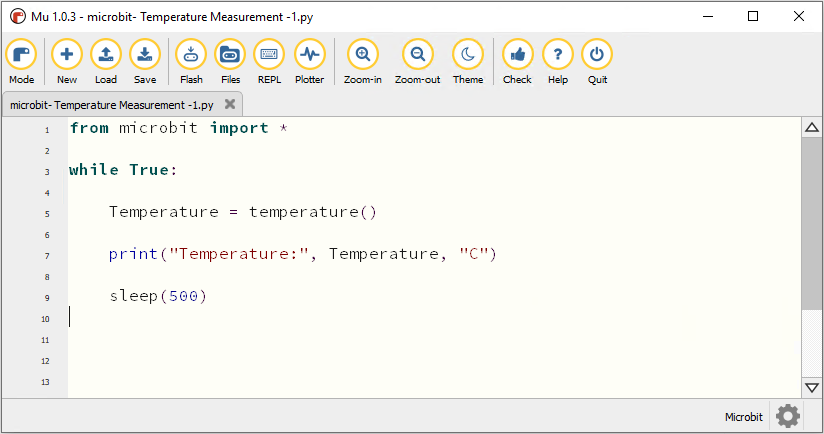 Mu 1.0.3 - microbit- Temperature Measurement -1.py
Mode New Load Save Flash Files REPL Plotter Zoom-in Zoom-out Theme Check Help Quit
microbit- Temperature Measurement -1.py
1 from microbit import *
2
3 while True:
4
5     Temperature = temperature()
6
7     print("Temperature:", Temperature, "C")
8
9     sleep(500)
10
11
12
13
Microbit